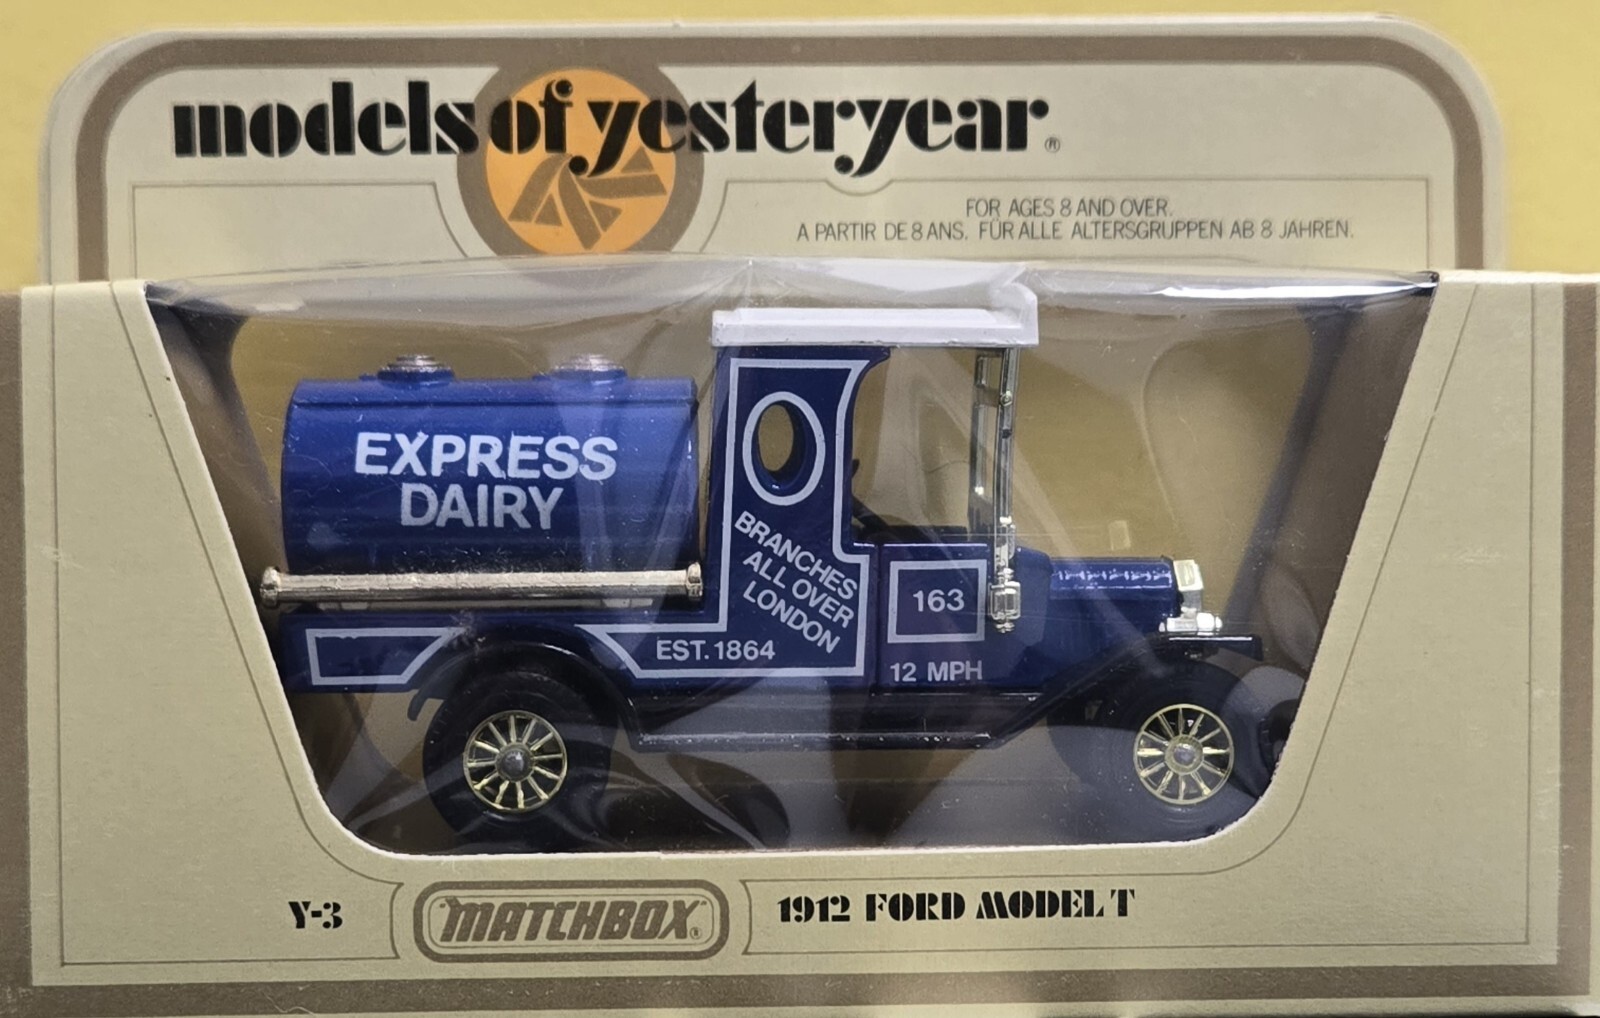 models of yesteryear®
FOR AGES 8 AND OVER.
A PARTIR DE 8 ANS. FÜR ALLE ALTERSGRUPPEN AB 8 JAHREN.
EXPRESS
DAIRY
BRANCHES
ALL OVER
LONDON
EST. 1864
163
12 MPH
Y-3
"MATCHBOX"®
1912 FORD MODEL T